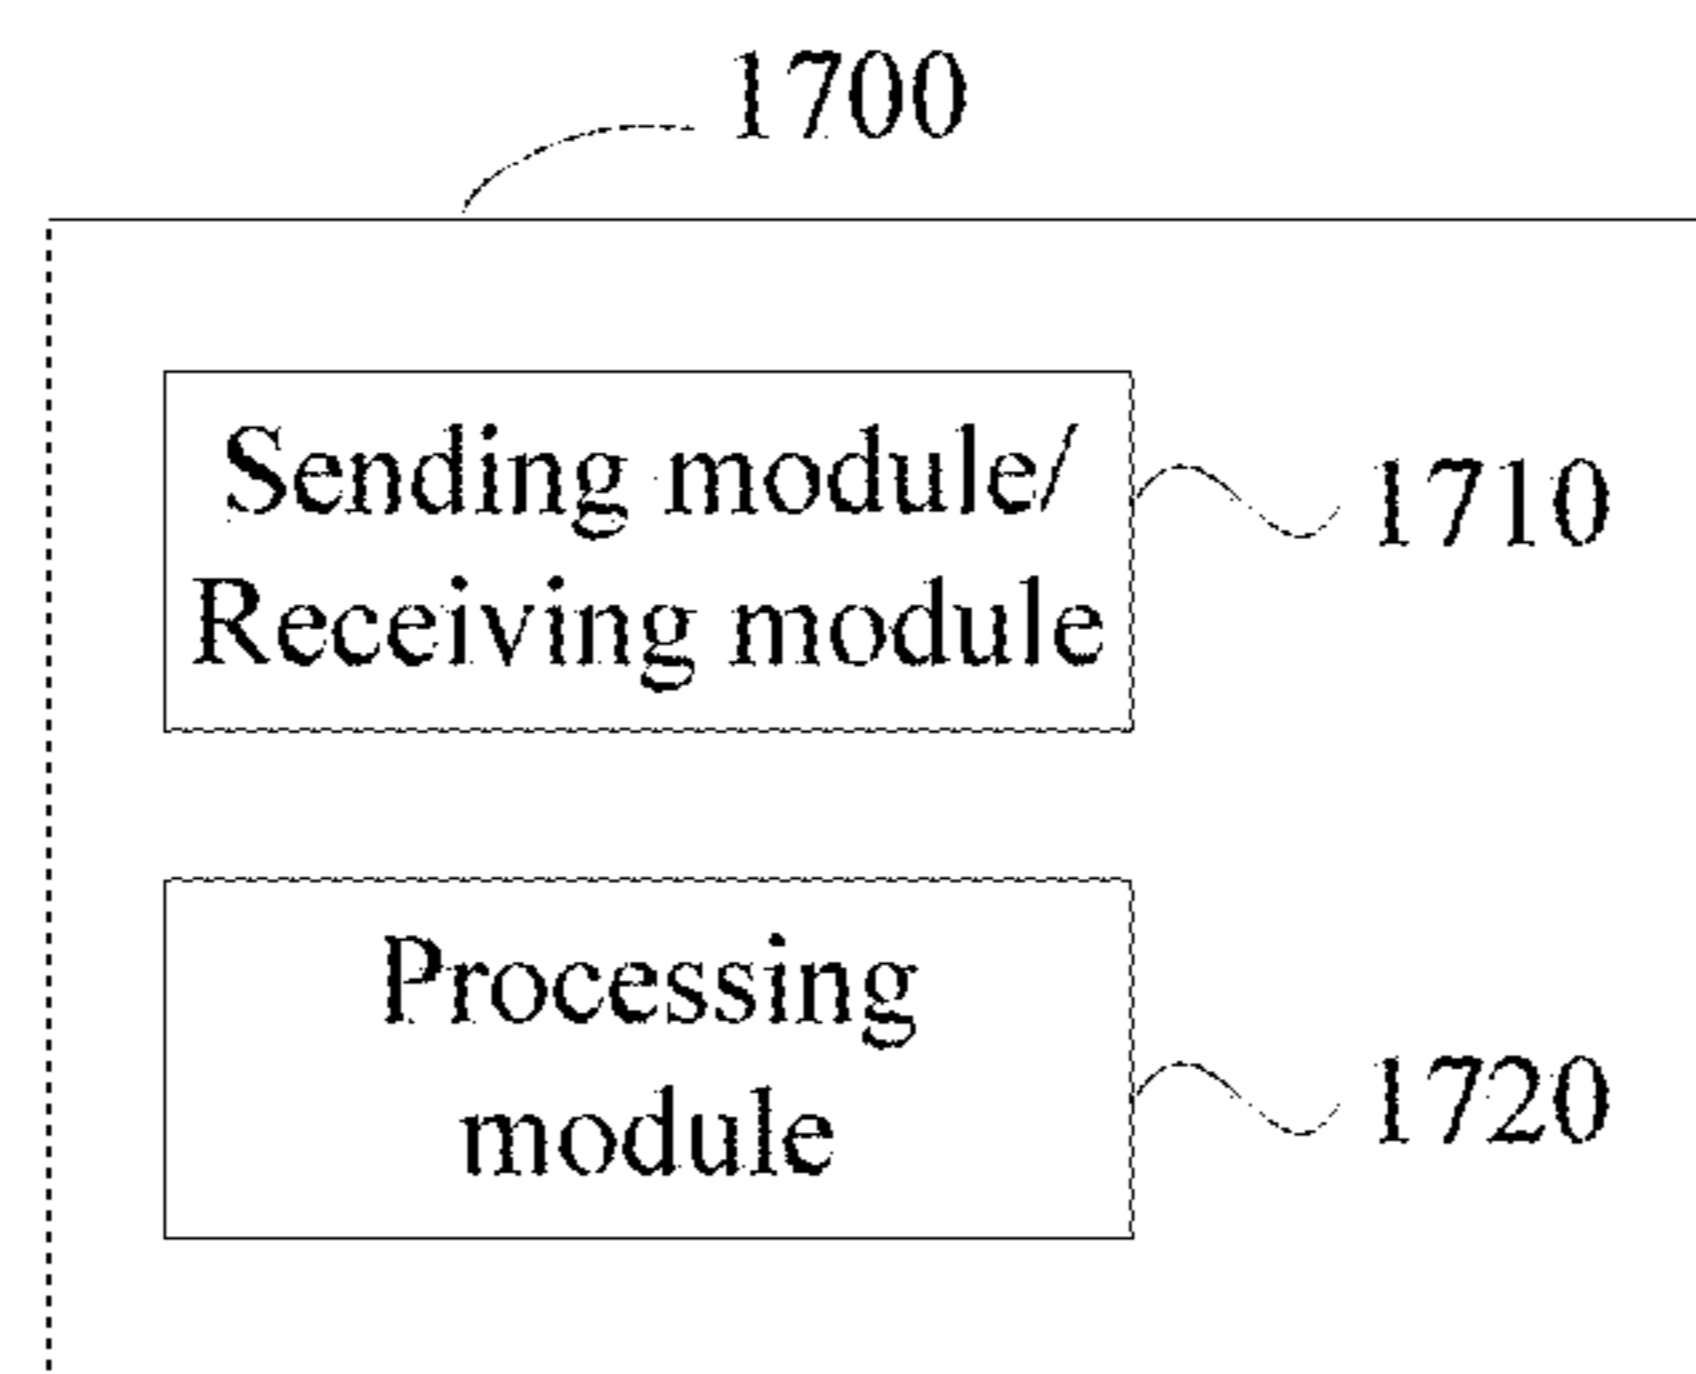 1700
Sending module/
Receiving module
1710
Processing
module
1720